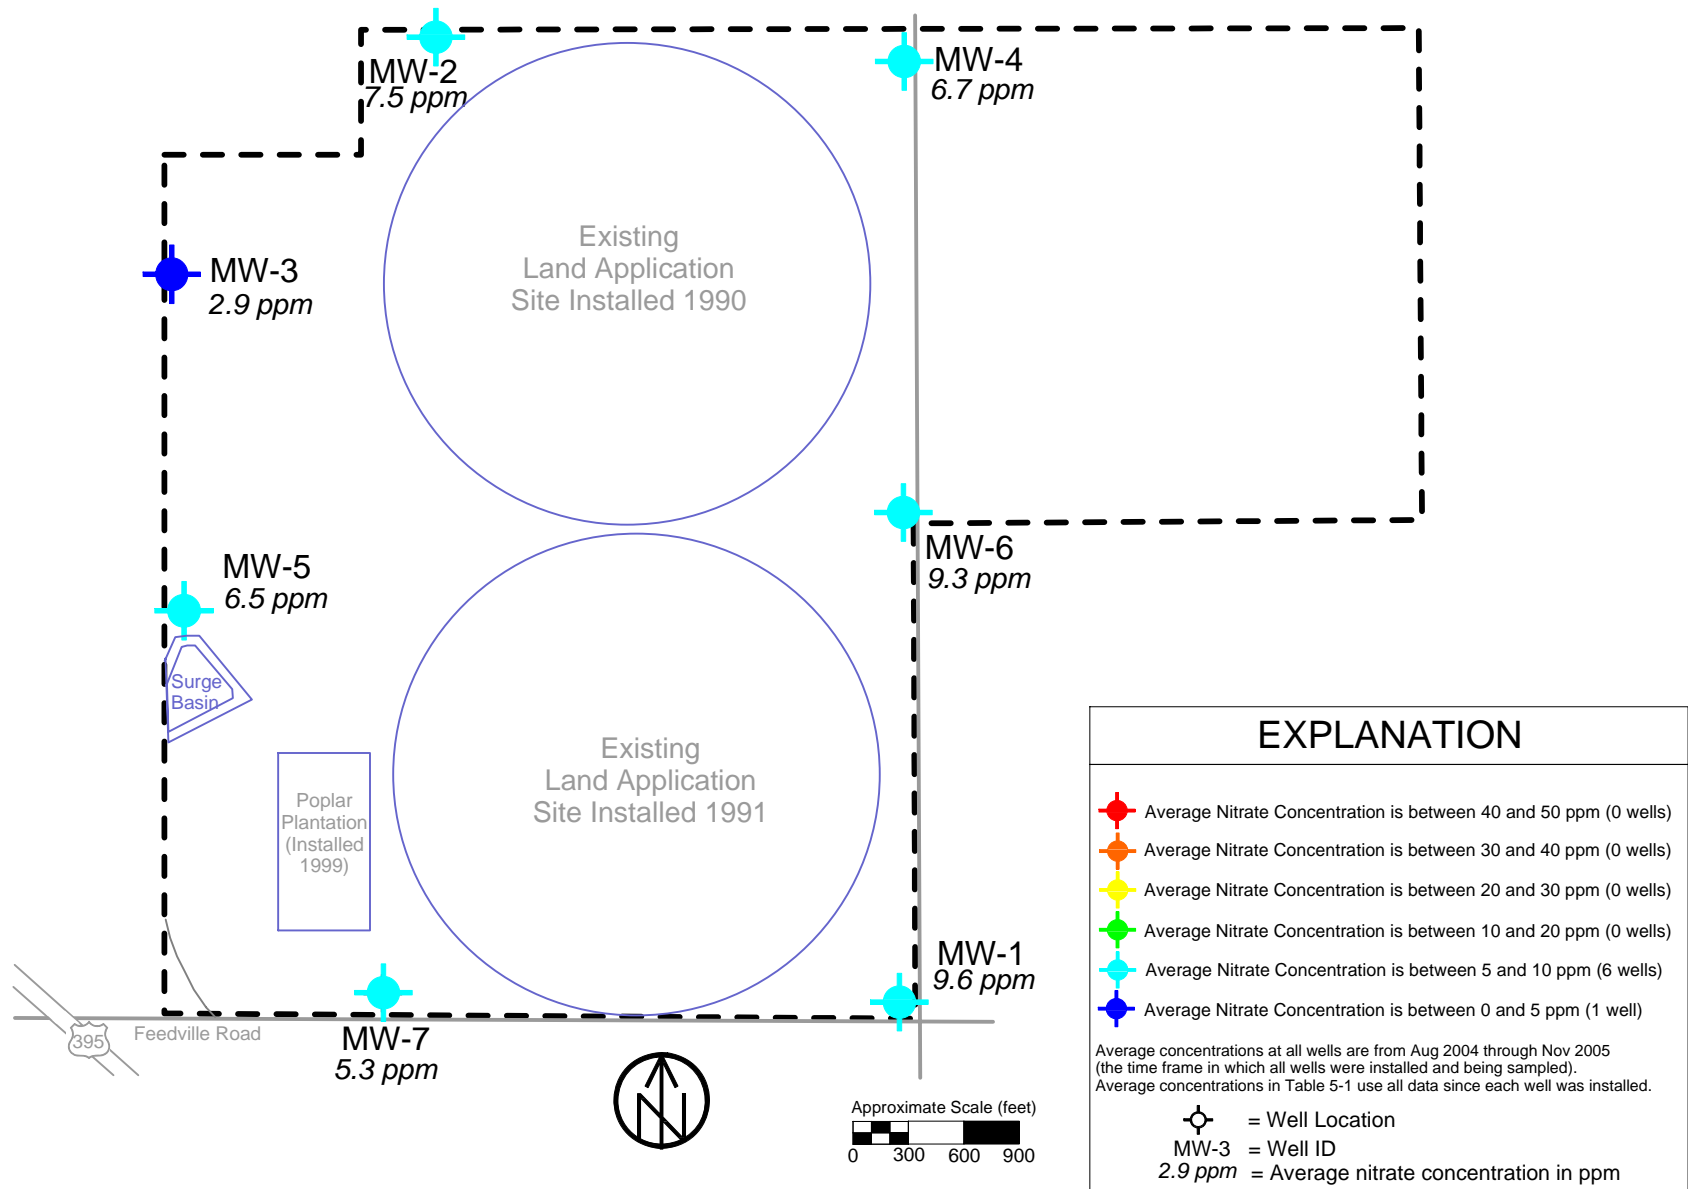 MW-2
7.5 ppm
MW-4
6.7 ppm
MW-3
2.9 ppm
Existing
Land Application
Site Installed 1990
MW-5
6.5 ppm
MW-6
9.3 ppm
Surge
Basin
Existing
Land Application
Site Installed 1991
Poplar
Plantation
(Installed
1999)
MW-1
9.6 ppm
395
Feedville Road
MW-7
5.3 ppm
N
Approximate Scale (feet)
0 300 600 900
EXPLANATION
Average Nitrate Concentration is between 40 and 50 ppm (0 wells)
Average Nitrate Concentration is between 30 and 40 ppm (0 wells)
Average Nitrate Concentration is between 20 and 30 ppm (0 wells)
Average Nitrate Concentration is between 10 and 20 ppm (0 wells)
Average Nitrate Concentration is between 5 and 10 ppm (6 wells)
Average Nitrate Concentration is between 0 and 5 ppm (1 well)
Average concentrations at all wells are from Aug 2004 through Nov 2005
(the time frame in which all wells were installed and being sampled).
Average concentrations in Table 5-1 use all data since each well was installed.
= Well Location
MW-3 = Well ID
2.9 ppm = Average nitrate concentration in ppm